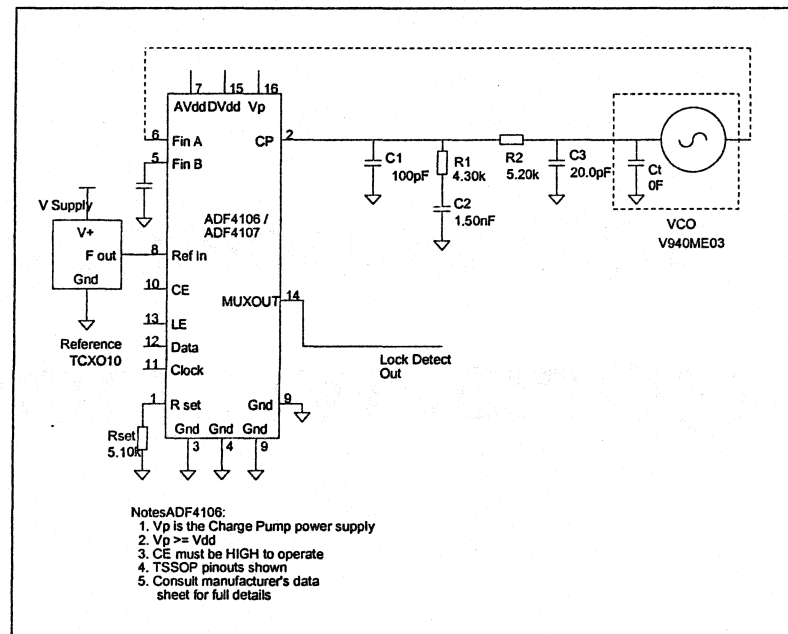 7 15 16
AVdd DVdd Vp
6 Fin A
CP 2
5 Fin B
C1
100pF
R1
4.30k
R2
5.20k
C3
20.0pF
Ct
0F
C2
1.50nF
VCO
V940ME03
V Supply
V+
F out
Gnd
ADF4106 /
ADF4107
8 Ref In
10 CE
MUXOUT 14
13 LE
12 Data
11 Clock
Reference
TCXO10
Lock Detect
Out
1 R set
Gnd 9
Rset
5.10k
Gnd Gnd Gnd
3 4 9
NotesADF4106:
1. Vp is the Charge Pump power supply
2. Vp >= Vdd
3. CE must be HIGH to operate
4. TSSOP pinouts shown
5. Consult manufacturer's data
sheet for full details